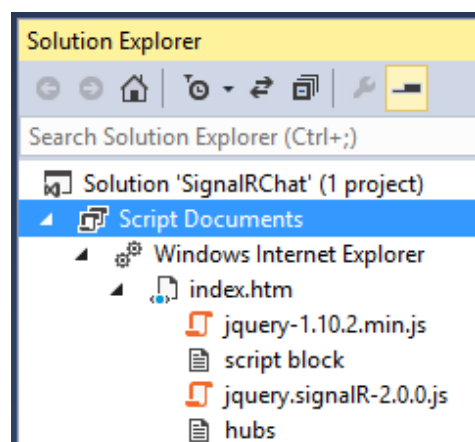 Solution Explorer
Search Solution Explorer (Ctrl+;)
Solution 'SignalRChat' (1 project)
Script Documents
Windows Internet Explorer
index.htm
jquery-1.10.2.min.js
script block
jquery.signalR-2.0.0.js
hubs